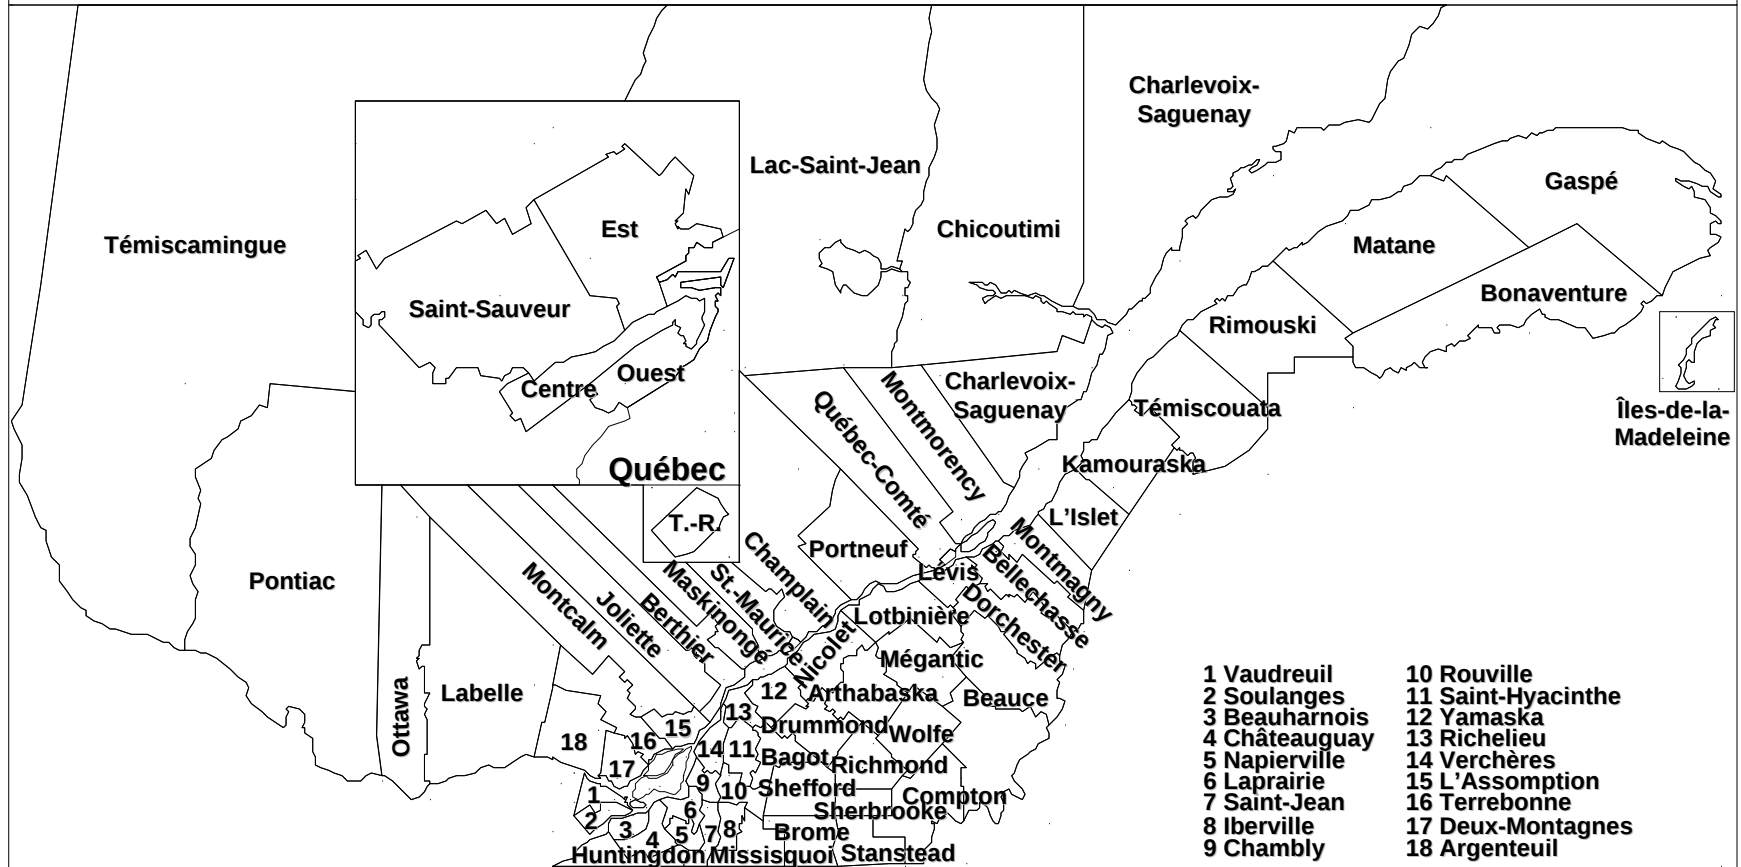 Charlevoix-
Saguenay
Lac-Saint-Jean
Gaspé
Est
Chicoutimi
Témiscamingue
Matane
Bonaventure
Saint-Sauveur
Rimouski
Ouest
Centre
Charlevoix-
Saguenay
Montmorency
Québec-Comté
Témiscouata
Îles-de-la-
Madeleine
Québec
Kamouraska
L'Islet
T.-R.
Portneuf
Champlain
Montmagny
Bellechasse
Lévis
Dorchester
Pontiac
Montcalm
Joliette
Berthier
Maskinongé
St.-Maurice
Nicolet
Lotbinière
Mégantic
Ottawa
Labelle
12
Arthabaska
Beauce
13
Drummond
Wolfe
15
16
18
14
11
Bagot
Richmond
17
9
10
Shefford
Compton
1
6
Sherbrooke
2
3
4
5
7
8
Brome
Huntingdon
Missisquoi
Stanstead
1 Vaudreuil
2 Soulanges
3 Beauharnois
4 Châteauguay
5 Napierville
6 Laprairie
7 Saint-Jean
8 Iberville
9 Chambly
10 Rouville
11 Saint-Hyacinthe
12 Yamaska
13 Richelieu
14 Verchères
15 L'Assomption
16 Terrebonne
17 Deux-Montagnes
18 Argenteuil